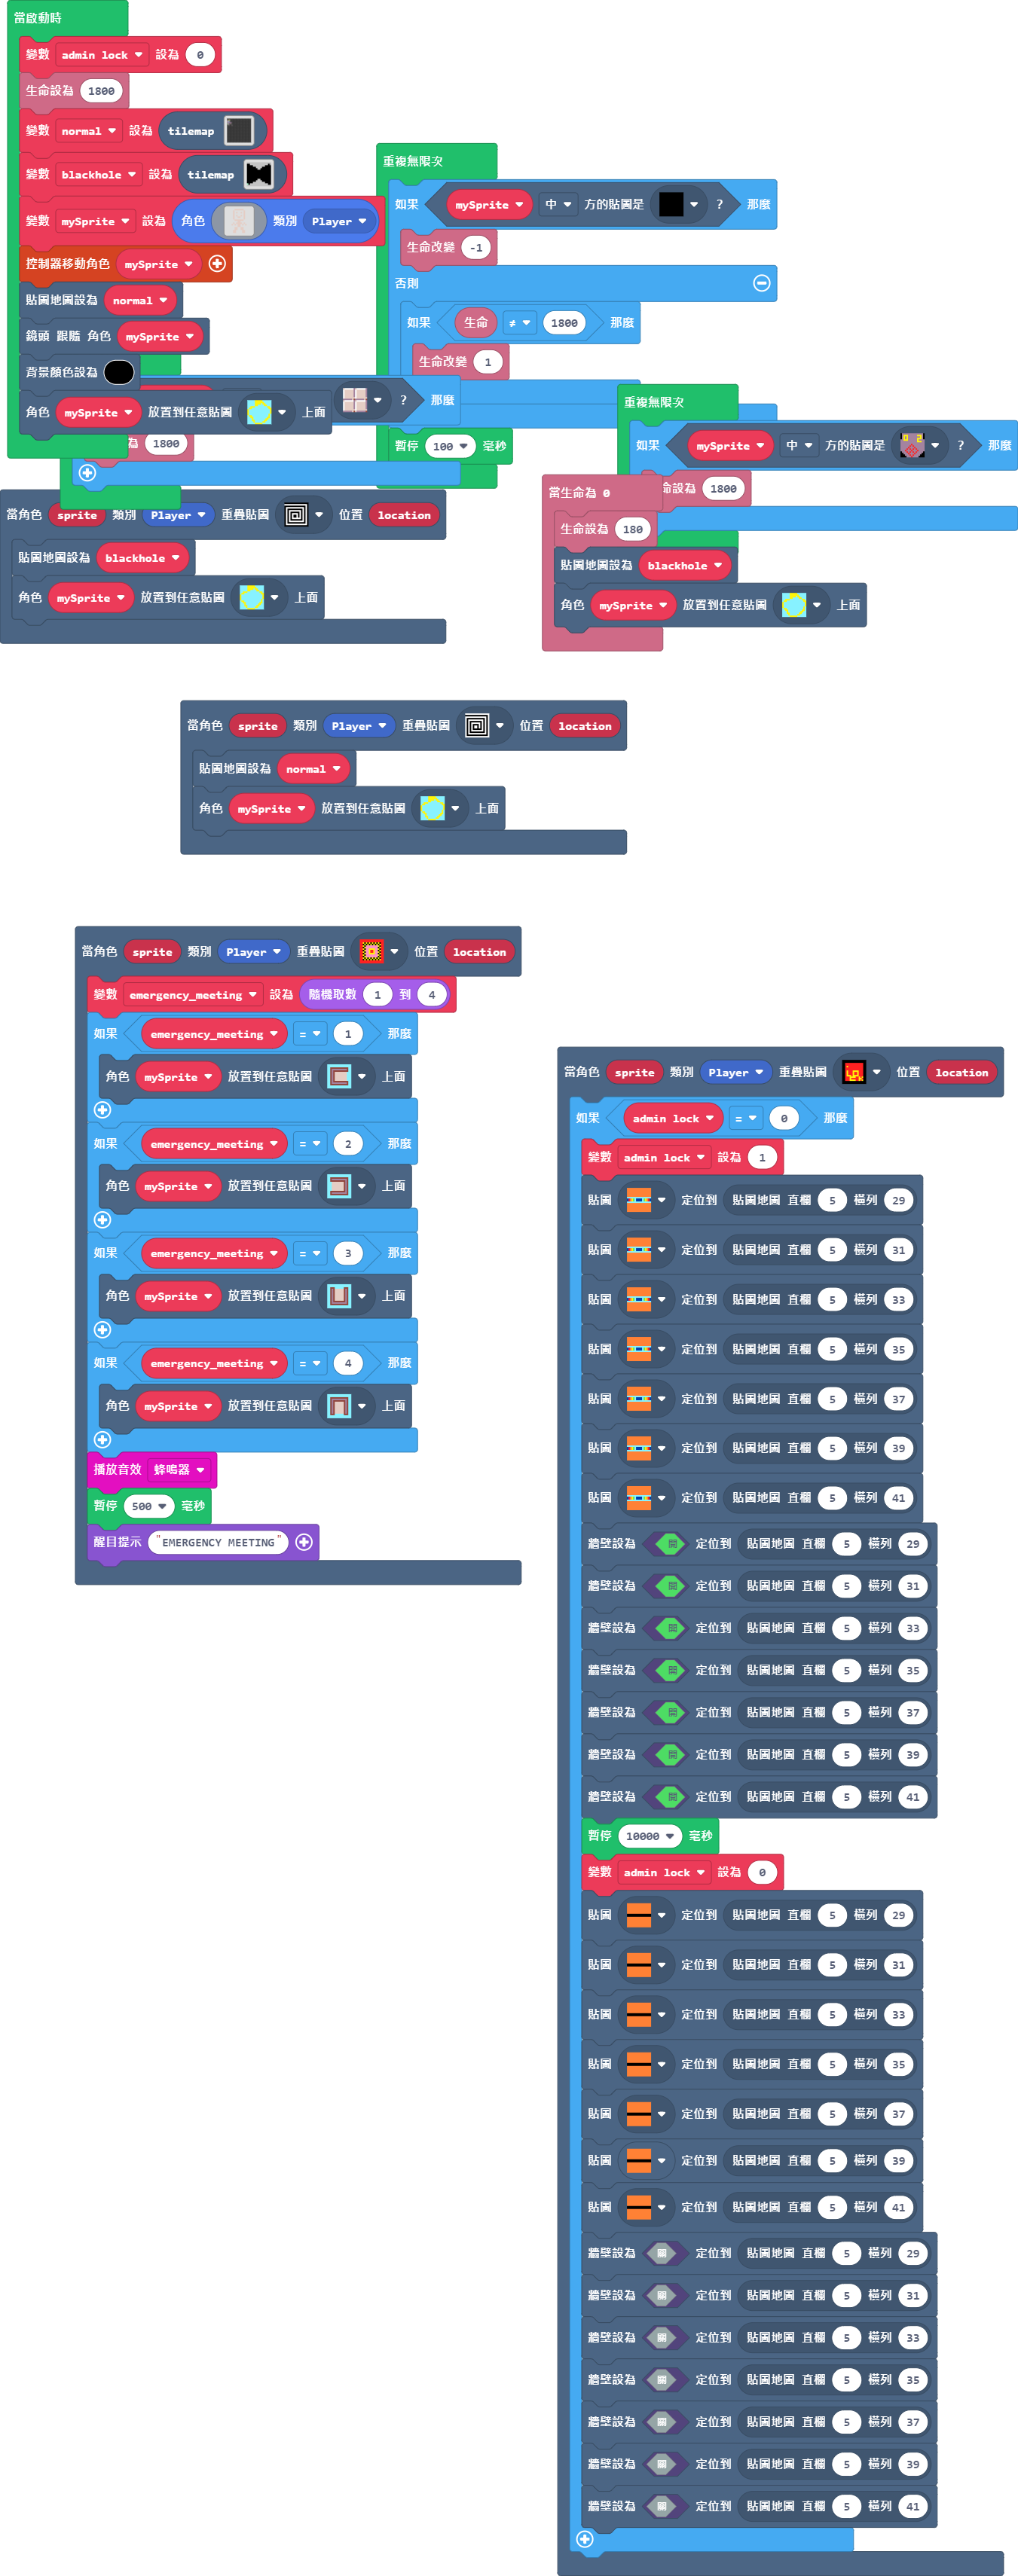 當啟動時
變數 admin lock 設為 0
生命設為 1800
變數 normal 設為 tilemap
變數 blackhole 設為 tilemap
變數 mySprite 設為 角色 類別 Player
控制器移動角色 mySprite
貼圖地圖設為 normal
鏡頭 跟隨 角色 mySprite
背景顏色設為
角色 mySprite 放置到任意貼圖 上面
? 那麼
為 1800
重複無限次
如果 mySprite 中 方的貼圖是 ? 那麼
生命改變 -1
否則
如果 生命 ≠ 1800 那麼
生命改變 1
暫停 100 毫秒
重複無限次
如果 mySprite 中 方的貼圖是 ? 那麼
命設為 1800
當生命為 0
生命設為 180
貼圖地圖設為 blackhole
角色 mySprite 放置到任意貼圖 上面
當角色 sprite 類別 Player 重疊貼圖 位置 location
貼圖地圖設為 blackhole
角色 mySprite 放置到任意貼圖 上面
當角色 sprite 類別 Player 重疊貼圖 位置 location
貼圖地圖設為 normal
角色 mySprite 放置到任意貼圖 上面
當角色 sprite 類別 Player 重疊貼圖 位置 location
變數 emergency_meeting 設為 隨機取數 1 到 4
如果 emergency_meeting = 1 那麼
角色 mySprite 放置到任意貼圖 上面
如果 emergency_meeting = 2 那麼
角色 mySprite 放置到任意貼圖 上面
如果 emergency_meeting = 3 那麼
角色 mySprite 放置到任意貼圖 上面
如果 emergency_meeting = 4 那麼
角色 mySprite 放置到任意貼圖 上面
播放音效 蜂鳴器
暫停 500 毫秒
醒目提示 "EMERGENCY MEETING"
當角色 sprite 類別 Player 重疊貼圖 位置 location
如果 admin lock = 0 那麼
變數 admin lock 設為 1
貼圖 定位到 貼圖地圖 直欄 5 橫列 29
貼圖 定位到 貼圖地圖 直欄 5 橫列 31
貼圖 定位到 貼圖地圖 直欄 5 橫列 33
貼圖 定位到 貼圖地圖 直欄 5 橫列 35
貼圖 定位到 貼圖地圖 直欄 5 橫列 37
貼圖 定位到 貼圖地圖 直欄 5 橫列 39
貼圖 定位到 貼圖地圖 直欄 5 橫列 41
牆壁設為 開 定位到 貼圖地圖 直欄 5 橫列 29
牆壁設為 開 定位到 貼圖地圖 直欄 5 橫列 31
牆壁設為 開 定位到 貼圖地圖 直欄 5 橫列 33
牆壁設為 開 定位到 貼圖地圖 直欄 5 橫列 35
牆壁設為 開 定位到 貼圖地圖 直欄 5 橫列 37
牆壁設為 開 定位到 貼圖地圖 直欄 5 橫列 39
牆壁設為 開 定位到 貼圖地圖 直欄 5 橫列 41
暫停 10000 毫秒
變數 admin lock 設為 0
貼圖 定位到 貼圖地圖 直欄 5 橫列 29
貼圖 定位到 貼圖地圖 直欄 5 橫列 31
貼圖 定位到 貼圖地圖 直欄 5 橫列 33
貼圖 定位到 貼圖地圖 直欄 5 橫列 35
貼圖 定位到 貼圖地圖 直欄 5 橫列 37
貼圖 定位到 貼圖地圖 直欄 5 橫列 39
貼圖 定位到 貼圖地圖 直欄 5 橫列 41
牆壁設為 關 定位到 貼圖地圖 直欄 5 橫列 29
牆壁設為 關 定位到 貼圖地圖 直欄 5 橫列 31
牆壁設為 關 定位到 貼圖地圖 直欄 5 橫列 33
牆壁設為 關 定位到 貼圖地圖 直欄 5 橫列 35
牆壁設為 關 定位到 貼圖地圖 直欄 5 橫列 37
牆壁設為 關 定位到 貼圖地圖 直欄 5 橫列 39
牆壁設為 關 定位到 貼圖地圖 直欄 5 橫列 41